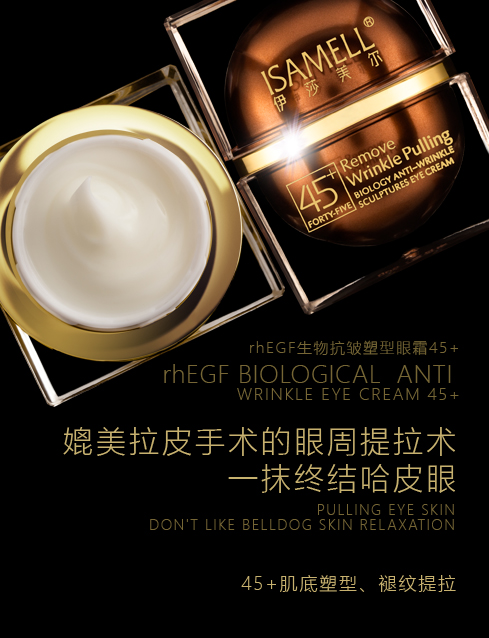 ISAMELL®
伊莎美尔
45+
FORTY-FIVE
Remove
Wrinkle Pulling
BIOLOGY ANTI-WRINKLE
SCULPTURES EYE CREAM
rhEGF生物抗皱塑型眼霜45+
rhEGF BIOLOGICAL ANTI
WRINKLE EYE CREAM 45+
媲美拉皮手术的眼周提拉术
一抹终结哈皮眼
PULLING EYE SKIN
DON'T LIKE BELLDOG SKIN RELAXATION
45+肌底塑型、褪纹提拉